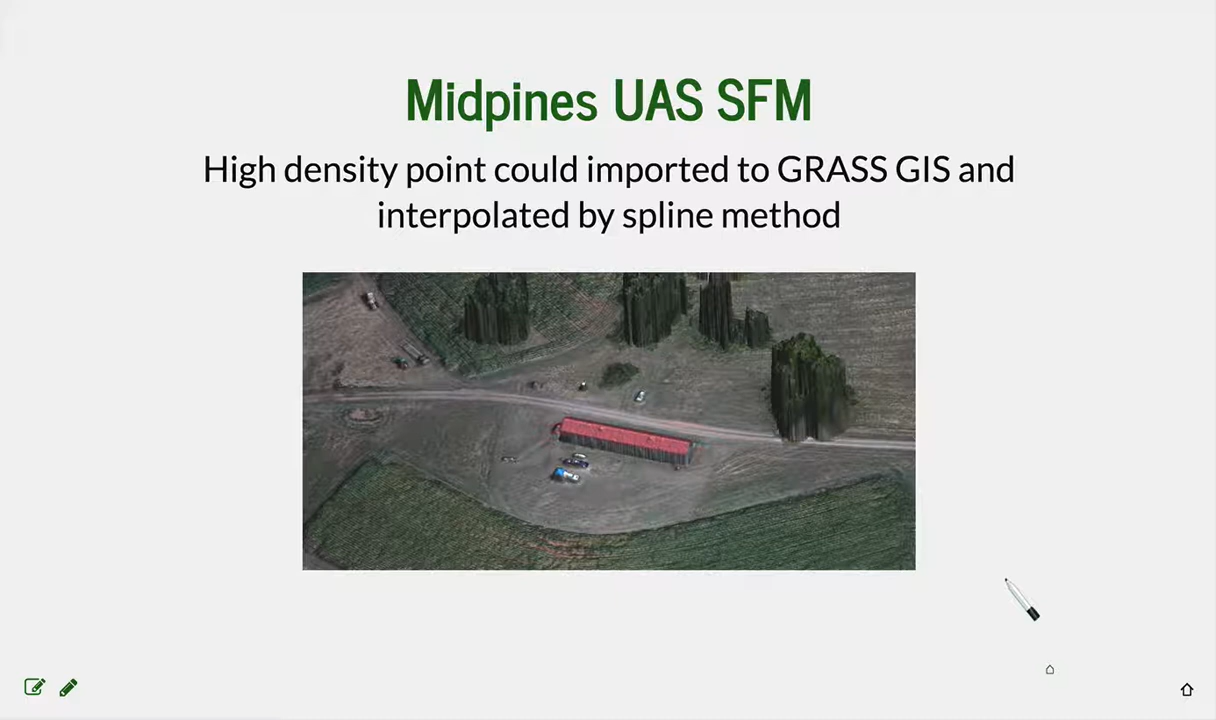 Midpines UAS SFM
High density point could imported to GRASS GIS and
interpolated by spline method